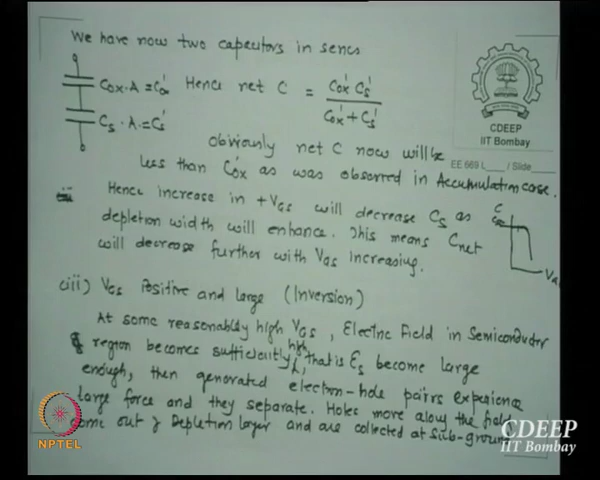 We have now two capacitors in series
Cox.A = C'ox Hence net C = C'ox C's / C'ox + C's
Cs.A = C's
Obviously net C now will be
less than C'ox as was observed in Accumulation case.
Hence increase in +VGS will decrease Cs as
depletion width will enhance. This means Cnet
will decrease further with VGS increasing.
C
(iii) VGS Positive and large (Inversion)
At some reasonably high VGS, Electric Field in Semiconductor
region becomes sufficiently high, that is Es become large
enough, then generated electron-hole pairs experience
large force and they separate. Holes move along the field
come out of Depletion layer and are collected at Sub-ground
CDEEP
IIT Bombay
EE 669 L____ / Slide____
NPTEL
CDEEP
IIT Bombay